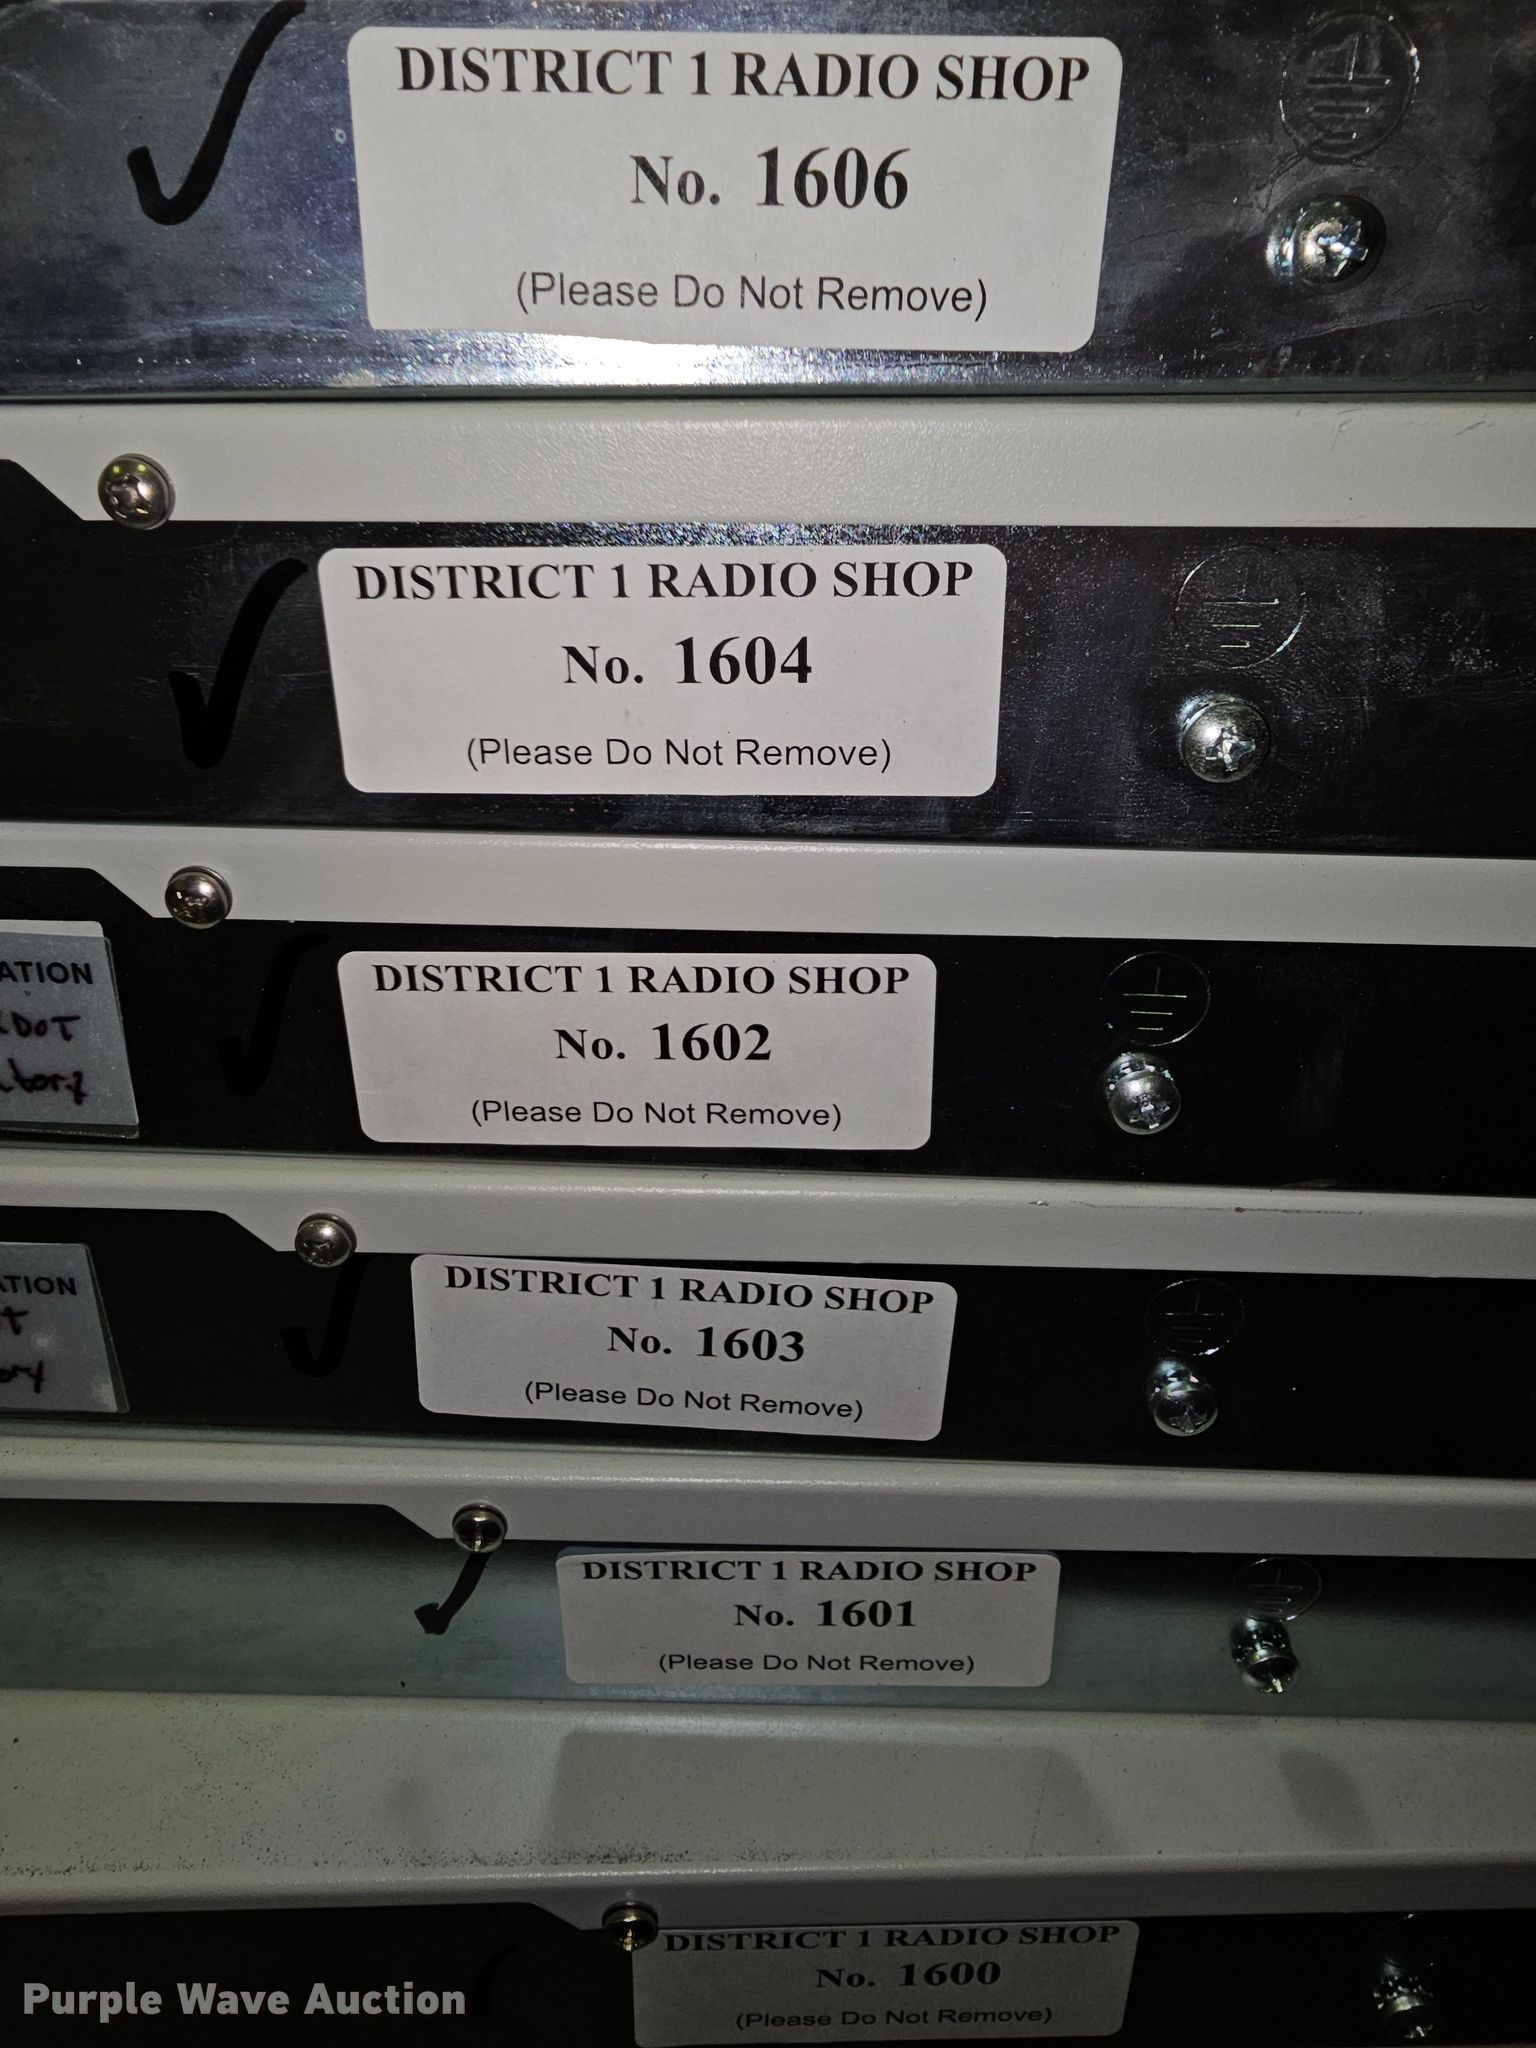 DISTRICT 1 RADIO SHOP
No. 1606
(Please Do Not Remove)
DISTRICT 1 RADIO SHOP
No. 1604
(Please Do Not Remove)
ATION
DOT
DISTRICT 1 RADIO SHOP
No. 1602
(Please Do Not Remove)
ATION
DISTRICT 1 RADIO SHOP
No. 1603
(Please Do Not Remove)
DISTRICT 1 RADIO SHOP
No. 1601
(Please Do Not Remove)
DISTRICT 1 RADIO SHOP
No. 1600
(Please Do Not Remove)
Purple Wave Auction